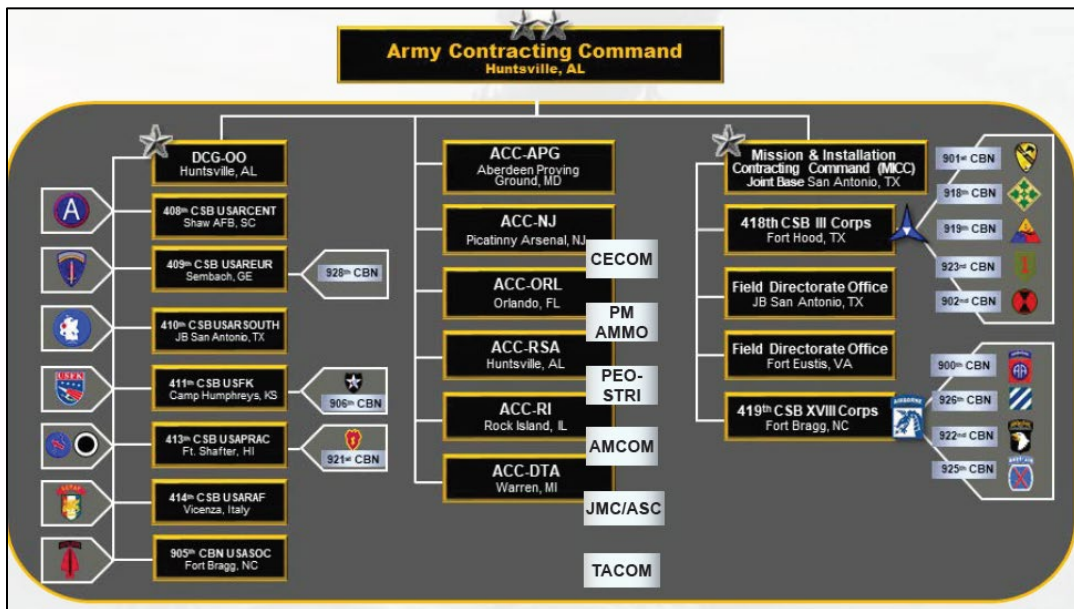 Army Contracting Command
Huntsville, AL
DCG-OO
Huntsville, AL
A
408th CSB USARCENT
Shaw AFB, SC
409th CSB USAREUR
Sembach, GE
928th CBN
410th CSB USARSOUTH
JB San Antonio, TX
USFK
411th CSB USFK
Camp Humphreys, KS
906th CBN
413th CSB USAPRAC
Ft. Shafter, HI
921st CBN
414th CSB USARAF
Vicenza, Italy
905th CBN USASOC
Fort Bragg, NC
ACC-APG
Aberdeen Proving
Ground, MD
ACC-NJ
Picatinny Arsenal, NJ
ACC-ORL
Orlando, FL
ACC-RSA
Huntsville, AL
ACC-RI
Rock Island, IL
ACC-DTA
Warren, MI
CECOM
PM
AMMO
PEO-
STRI
AMCOM
JMC/ASC
TACOM
Mission & Installation
Contracting Command (MICC)
Joint Base San Antonio, TX
418th CSB III Corps
Fort Hood, TX
Field Directorate Office
JB San Antonio, TX
Field Directorate Office
Fort Eustis, VA
419th CSB XVIII Corps
Fort Bragg, NC
AIRBORNE
901st CBN
918th CBN
919th CBN
923rd CBN
1
902nd CBN
900th CBN
AA
926th CBN
922nd CBN
925th CBN